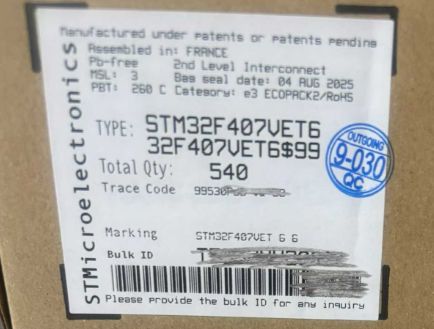 STMicroelectronics
Manufactured under patents or patents pending
Assembled in: FRANCE
Pb-free 2nd Level Interconnect
MSL: 3 Bag seal date: 04 AUG 2025
PBT: 260 C Category: e3 ECOPACK2/RoHS
TYPE: STM32F407VET6
32F407VET6$99
Total Qty: 540
Trace Code 99530
OUTGOING
9-030
QC
Marking STM32F407VET 6 6
Bulk ID
Please provide the bulk ID for any inquiry